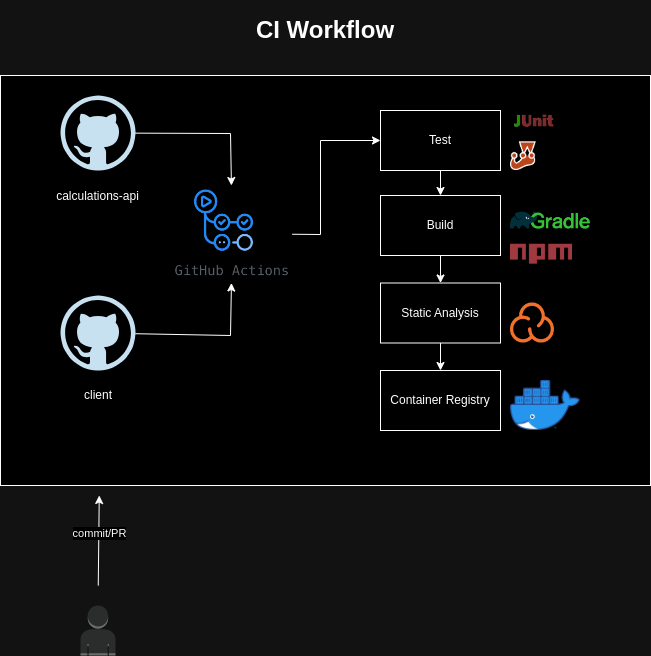 CI Workflow
calculations-api
GitHub Actions
client
Test
JUnit
Build
Gradle
npm
Static Analysis
Container Registry
commit/PR